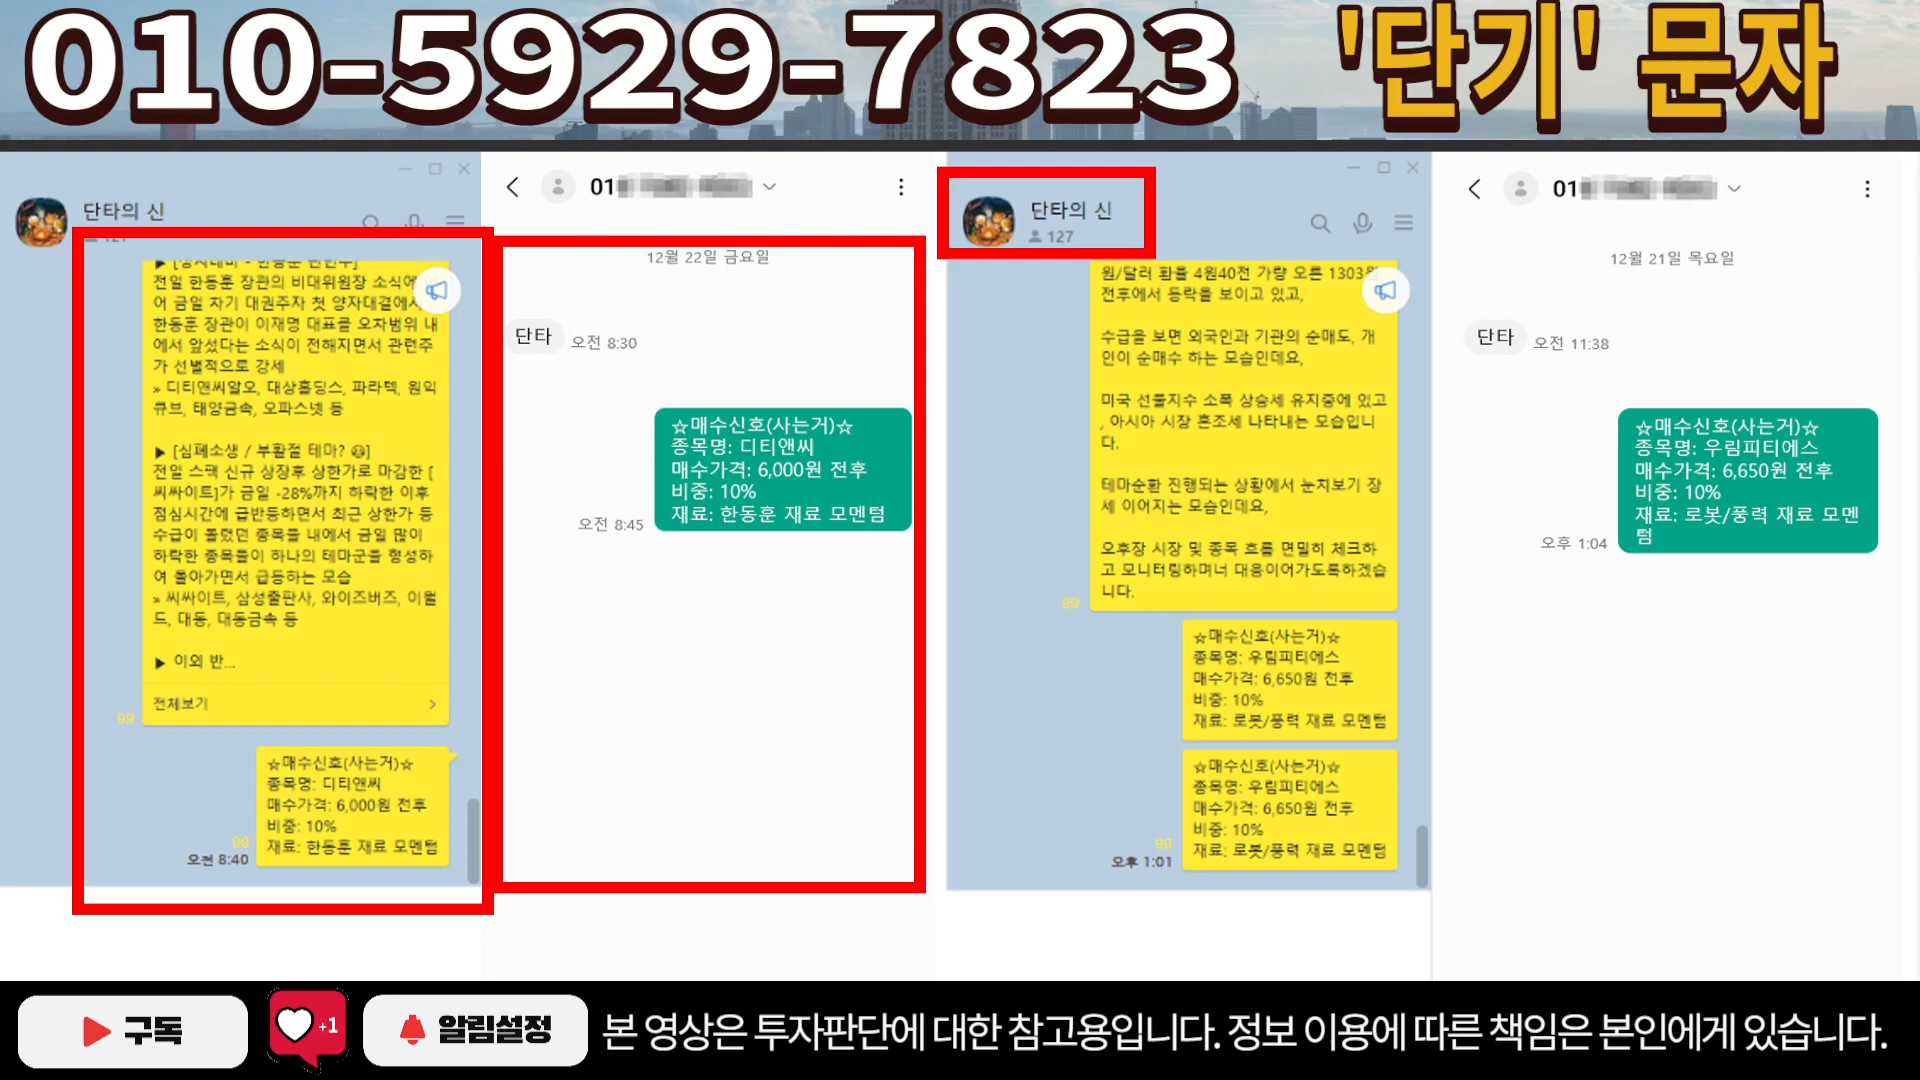 010-5929-7823 '단기' 문자
단타의 신
127
전일 한동훈 장관의 비대위원장 소식에
어 금일 차기 대권주자 첫 양자대결에서
한동훈 장관이 이재명 대표를 오차범위 내
에서 앞섰다는 소식이 전해지면서 관련주
가 선별적으로 강세
» 디티앤씨알오, 대상홀딩스, 파라텍, 원익
큐브, 태양금속, 오파스넷 등
▶ [심폐소생 / 부활절 테마? ]
전일 스팩 신규 상장후 상한가로 마감한 [
씨싸이트]가 금일 -28%까지 하락한 이후
점심시간에 급반등하면서 최근 상한가 등
수급이 몰렸던 종목들 내에서 금일 많이
하락한 종목들이 하나의 테마군을 형성하
여 돌아가면서 급등하는 모습
» 씨싸이트, 삼성출판사, 와이즈버즈, 이월
드, 대동, 대동금속 등
▶ 이외 반...
전체보기
99
☆매수신호(사는거)☆
종목명: 디티앤씨
매수가격: 6,000원 전후
비중: 10%
재료: 한동훈 재료 모멘텀
99
오전 8:40
01
12월 22일 금요일
단타
오전 8:30
☆매수신호(사는거)☆
종목명: 디티앤씨
매수가격: 6,000원 전후
비중: 10%
재료: 한동훈 재료 모멘텀
오전 8:45
단타의 신
127
원/달러 환율 4원40전 가량 오른 1303원
전후에서 등락을 보이고 있고,
수급을 보면 외국인과 기관의 순매도, 개
인이 순매수 하는 모습인데요,
미국 선물지수 소폭 상승세 유지중에 있고
, 아시아 시장 혼조세 나타내는 모습입니
다.
테마순환 진행되는 상황에서 눈치보기 장
세 이어지는 모습인데요,
오후장 시장 및 종목 흐름 면밀히 체크하
고 모니터링하며너 대응이어가도록하겠습
니다.
99
☆매수신호(사는거)☆
종목명: 우림피티에스
매수가격: 6,650원 전후
비중: 10%
재료: 로봇/풍력 재료 모멘텀
☆매수신호(사는거)☆
종목명: 우림피티에스
매수가격: 6,650원 전후
비중: 10%
재료: 로봇/풍력 재료 모멘텀
99
오후 1:01
01
12월 21일 목요일
단타
오전 11:38
☆매수신호(사는거)☆
종목명: 우림피티에스
매수가격: 6,650원 전후
비중: 10%
재료: 로봇/풍력 재료 모멘
텀
오후 1:04
구독
+1
알림설정
본 영상은 투자판단에 대한 참고용입니다. 정보 이용에 따른 책임은 본인에게 있습니다.